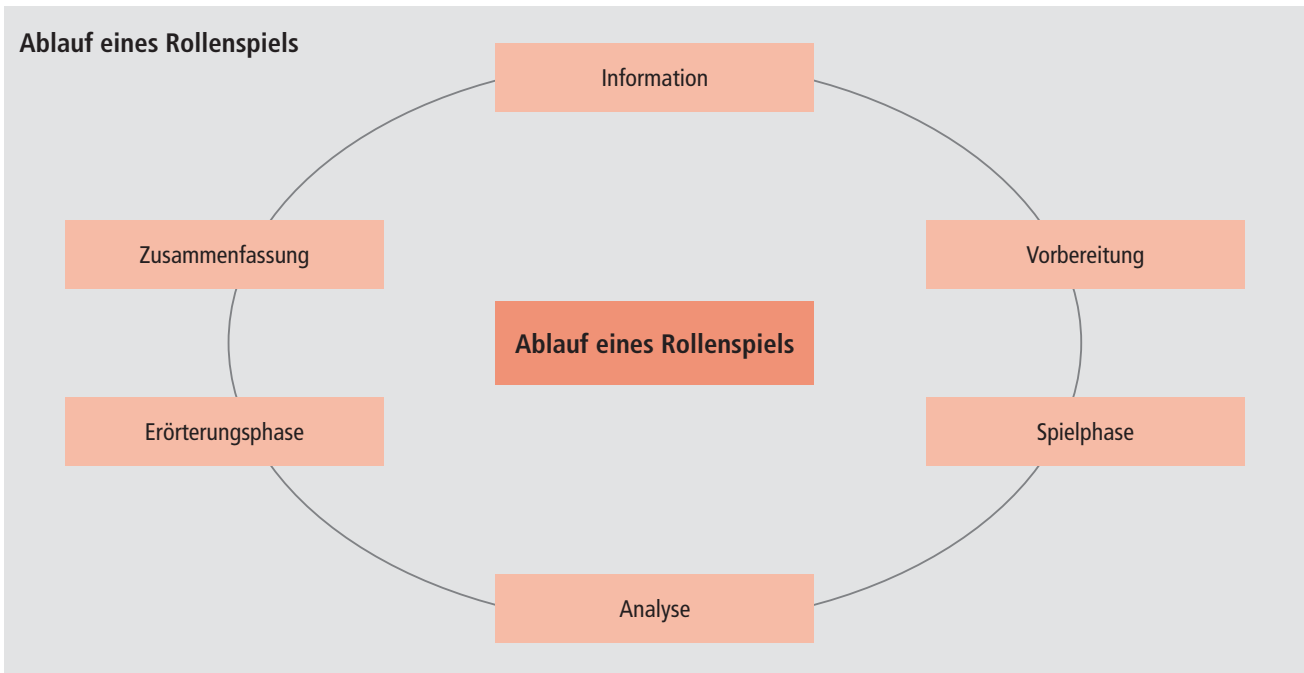 Ablauf eines Rollenspiels
Information
Vorbereitung
Spielphase
Analyse
Erörterungsphase
Zusammenfassung
Ablauf eines Rollenspiels